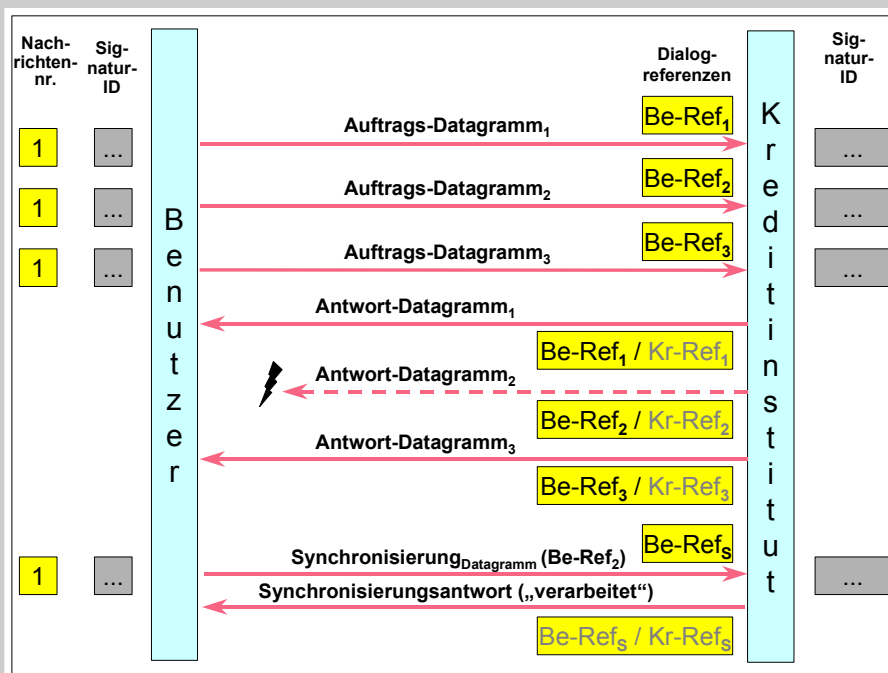 Nach-
richten-
nr.
Sig-
natur-
ID
Dialog-
referenzen
Sig-
natur-
ID
Benutzer
Kreditinstitut
1
...
Auftrags-Datagramm1
Be-Ref1
...
1
...
Auftrags-Datagramm2
Be-Ref2
...
1
...
Auftrags-Datagramm3
Be-Ref3
...
Antwort-Datagramm1
Be-Ref1 / Kr-Ref1
Antwort-Datagramm2
Be-Ref2 / Kr-Ref2
Antwort-Datagramm3
Be-Ref3 / Kr-Ref3
1
...
SynchronisierungDatagramm (Be-Ref2)
Be-RefS
...
Synchronisierungsantwort („verarbeitet“)
Be-RefS / Kr-RefS